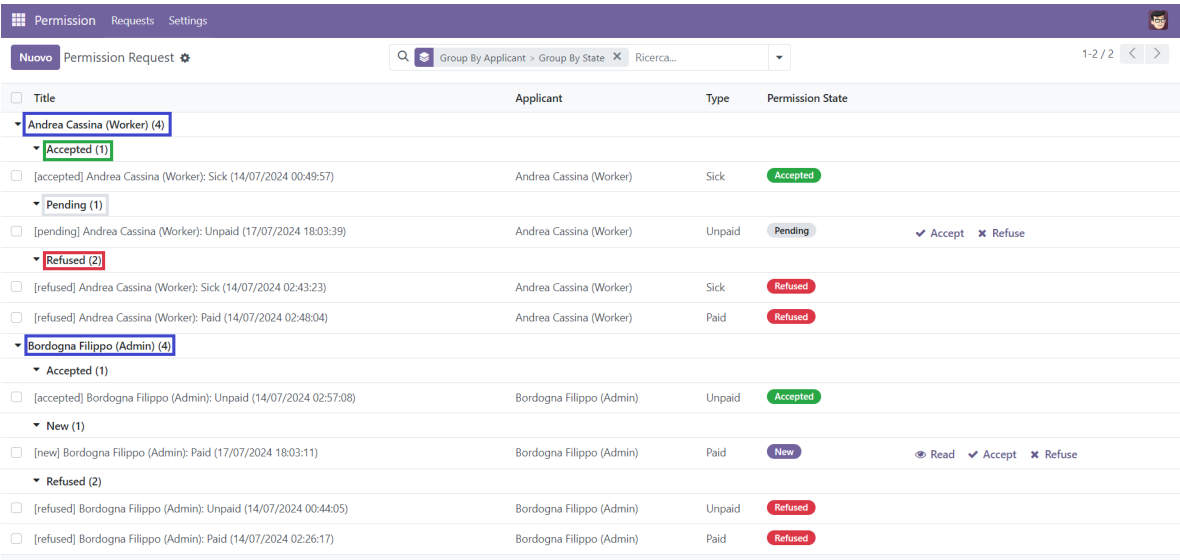 Permission Requests Settings
Nuovo Permission Request Group By Applicant > Group By State × Ricerca... 1-2 / 2
Title Applicant Type Permission State
Andrea Cassina (Worker) (4)
Accepted (1)
[accepted] Andrea Cassina (Worker): Sick (14/07/2024 00:49:57) Andrea Cassina (Worker) Sick Accepted
Pending (1)
[pending] Andrea Cassina (Worker): Unpaid (17/07/2024 18:03:39) Andrea Cassina (Worker) Unpaid Pending Accept Refuse
Refused (2)
[refused] Andrea Cassina (Worker): Sick (14/07/2024 02:43:23) Andrea Cassina (Worker) Sick Refused
[refused] Andrea Cassina (Worker): Paid (14/07/2024 02:48:04) Andrea Cassina (Worker) Paid Refused
Bordogna Filippo (Admin) (4)
Accepted (1)
[accepted] Bordogna Filippo (Admin): Unpaid (14/07/2024 02:57:08) Bordogna Filippo (Admin) Unpaid Accepted
New (1)
[new] Bordogna Filippo (Admin): Paid (17/07/2024 18:03:11) Bordogna Filippo (Admin) Paid New Read Accept Refuse
Refused (2)
[refused] Bordogna Filippo (Admin): Unpaid (14/07/2024 00:44:05) Bordogna Filippo (Admin) Unpaid Refused
[refused] Bordogna Filippo (Admin): Paid (14/07/2024 02:26:17) Bordogna Filippo (Admin) Paid Refused